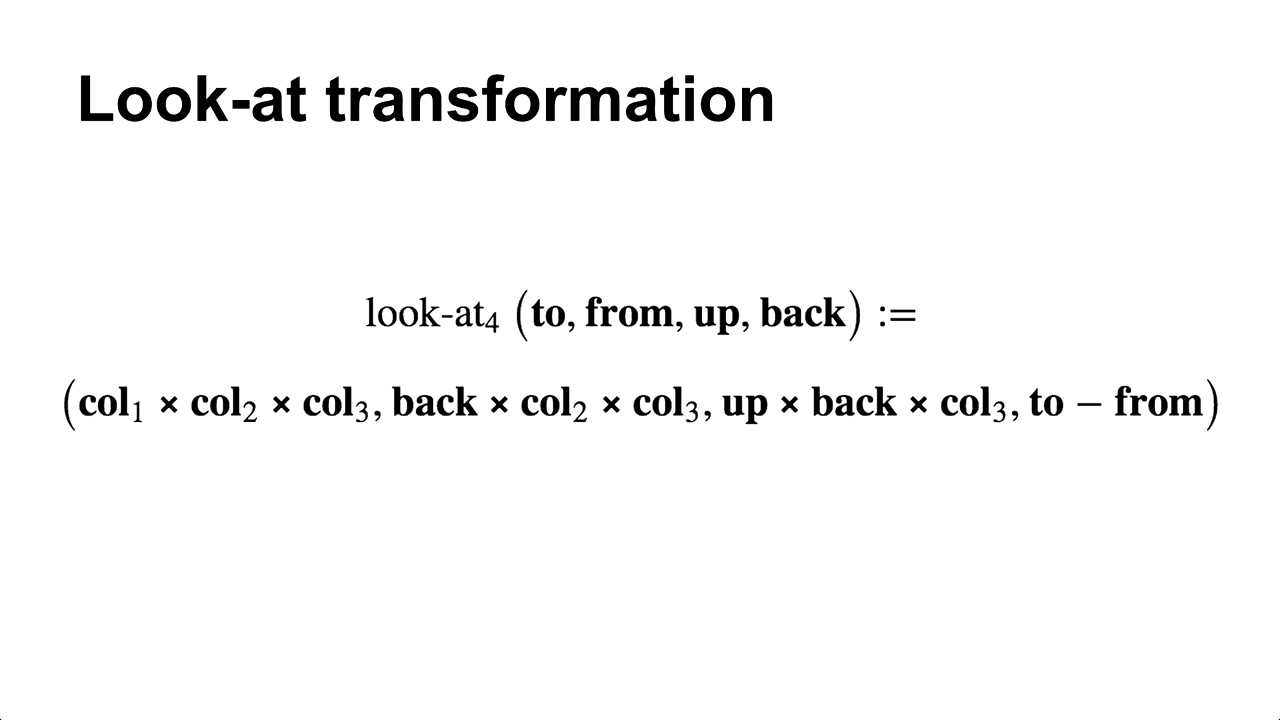 Look-at transformation
look-at₄ (to, from, up, back) :=
(col₁ × col₂ × col₃, back × col₂ × col₃, up × back × col₃, to − from)